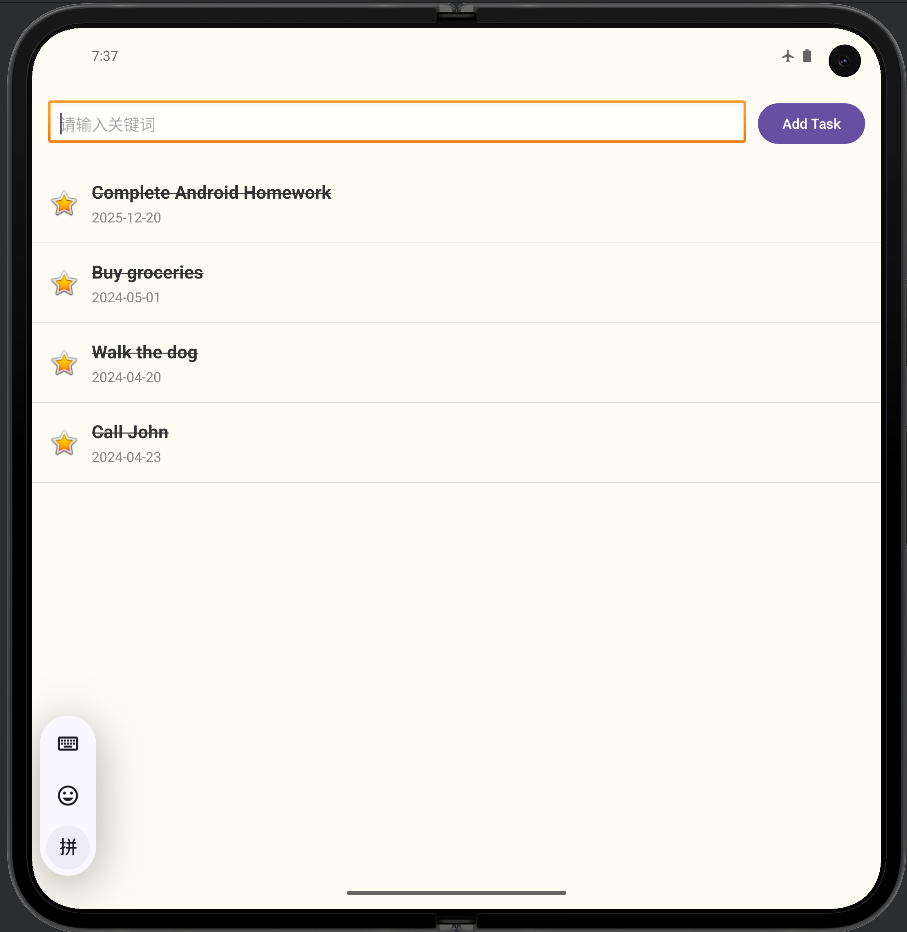 7:37
请输入关键词
Add Task
Complete Android Homework
2025-12-20
Buy groceries
2024-05-01
Walk the dog
2024-04-20
Call John
2024-04-23
拼